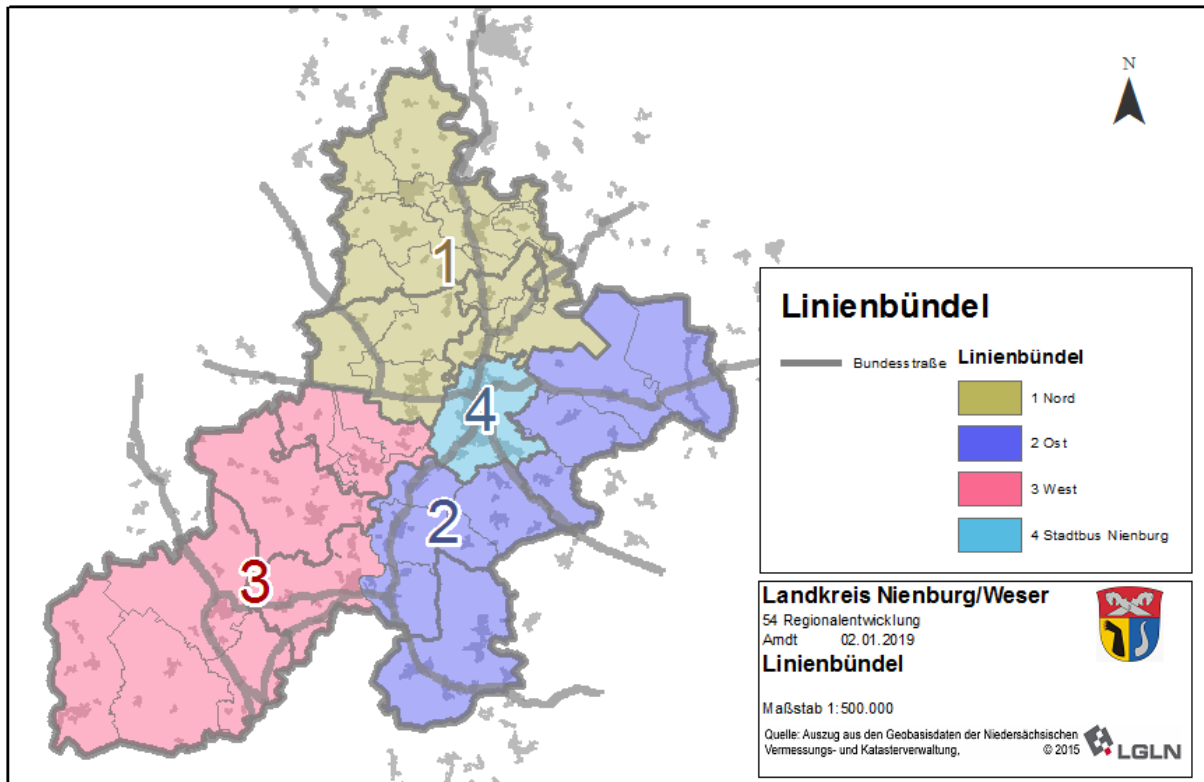 N
1
4
2
3
Linienbündel
Bundesstraße
Linienbündel
1 Nord
2 Ost
3 West
4 Stadtbus Nienburg
Landkreis Nienburg/Weser
54 Regionalentwicklung
Arndt 02.01.2019
Linienbündel
Maßstab 1:500.000
Quelle: Auszug aus den Geobasisdaten der Niedersächsischen
Vermessungs- und Katasterverwaltung, © 2015
LGLN